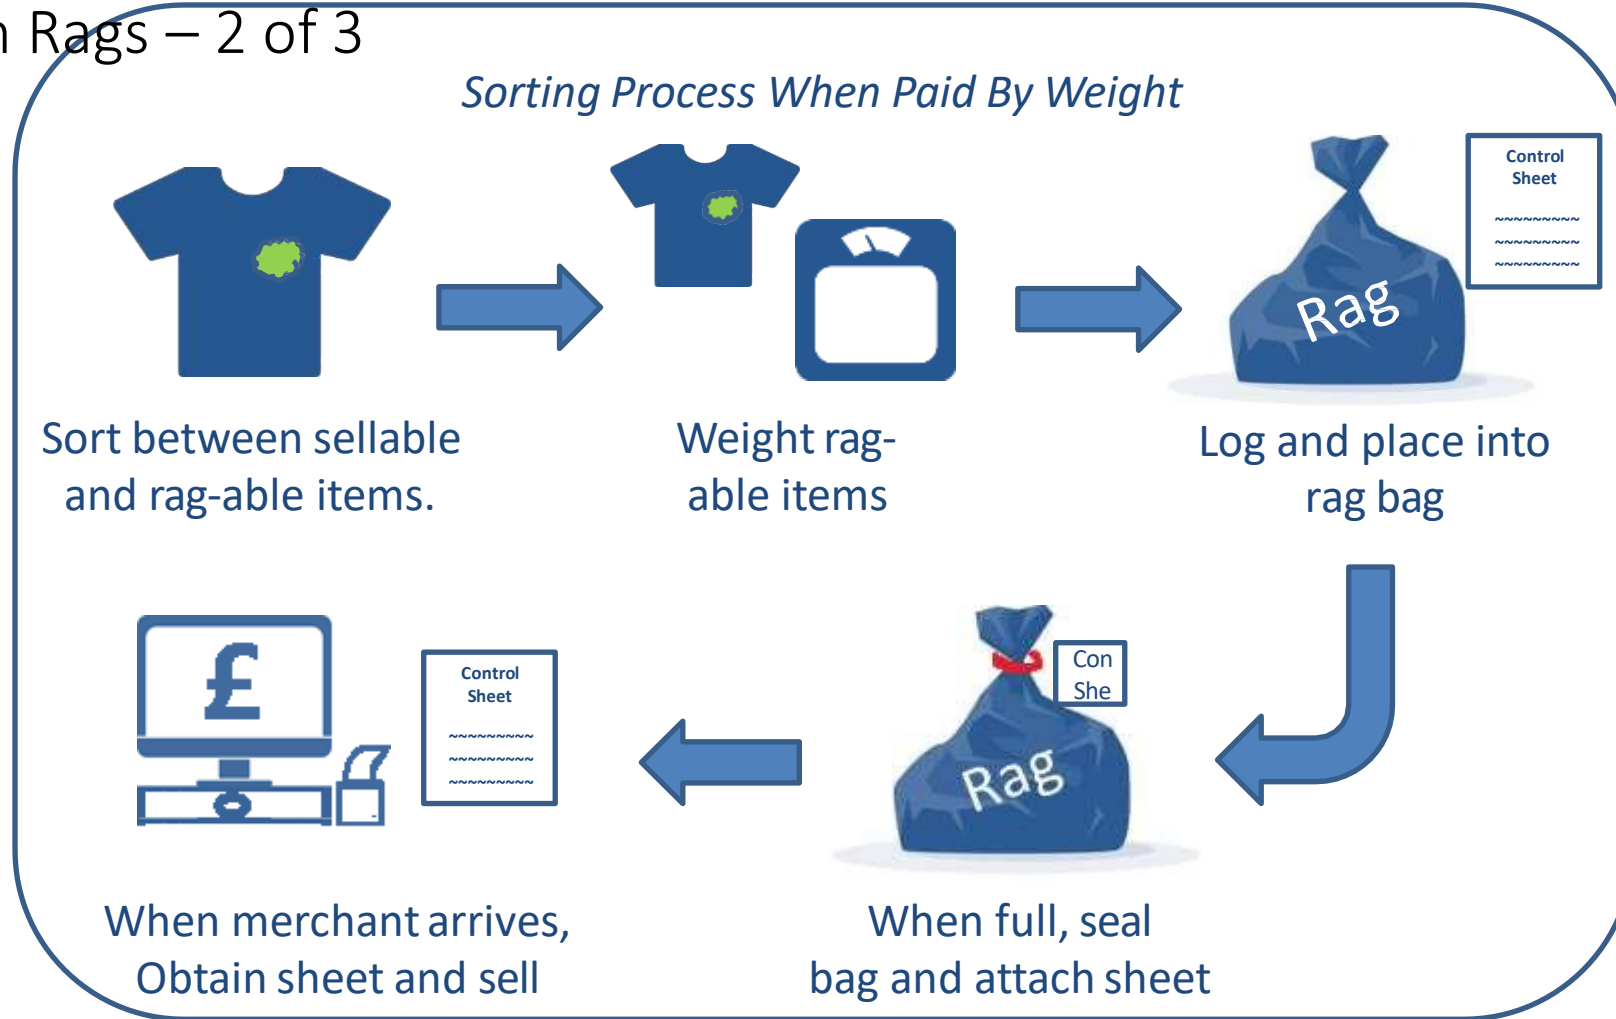 n Rags – 2 of 3
Sorting Process When Paid By Weight
Control
Sheet
~~~~~~~~~
~~~~~~~~~
~~~~~~~~~
Rag
Sort between sellable
and rag-able items.
Weight rag-
able items
Log and place into
rag bag
£
Control
Sheet
~~~~~~~~~
~~~~~~~~~
~~~~~~~~~
Con
She
Rag
When merchant arrives,
Obtain sheet and sell
When full, seal
bag and attach sheet